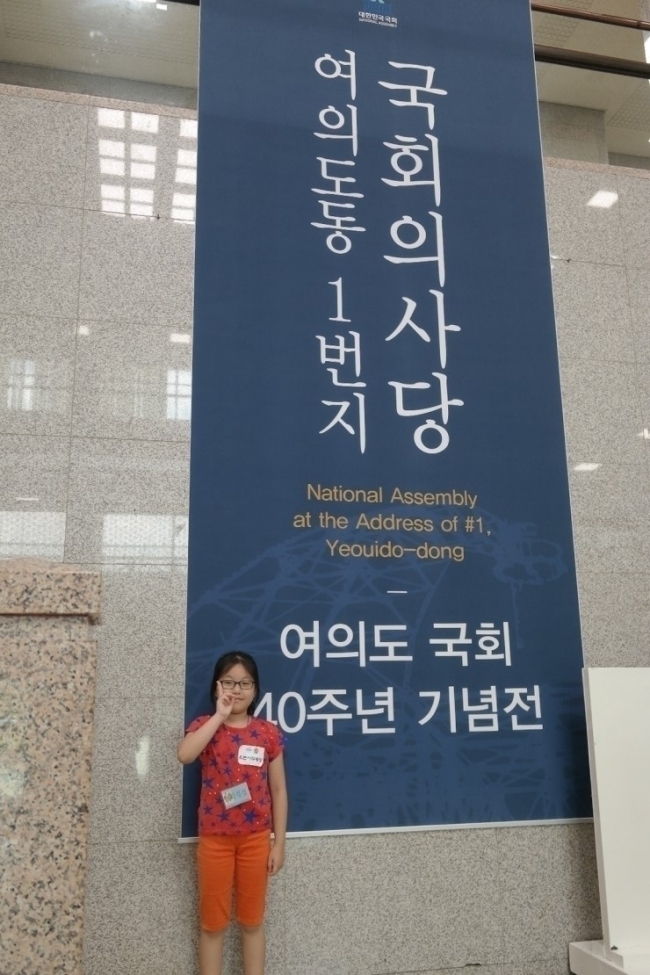 대한민국국회
NATIONAL ASSEMBLY
국회의사당
여의도동 1번지
National Assembly
at the Address of #1,
Yeouido-dong
여의도 국회
40주년 기념전